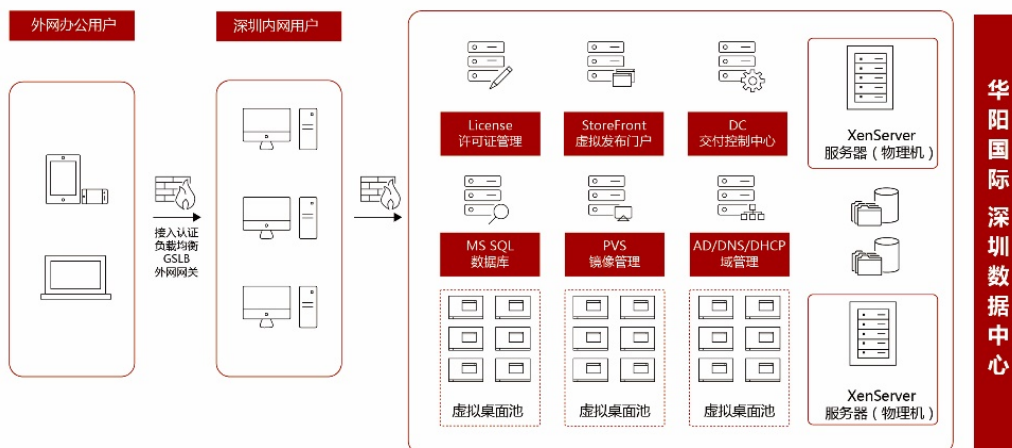 外网办公用户
深圳内网用户
接入认证
负载均衡
GSLB
外网网关
License
许可证管理
StoreFront
虚拟发布门户
DC
交付控制中心
MS SQL
数据库
PVS
镜像管理
AD/DNS/DHCP
域管理
虚拟桌面池
虚拟桌面池
虚拟桌面池
XenServer
服务器（物理机）
XenServer
服务器（物理机）
华阳国际 深圳数据中心